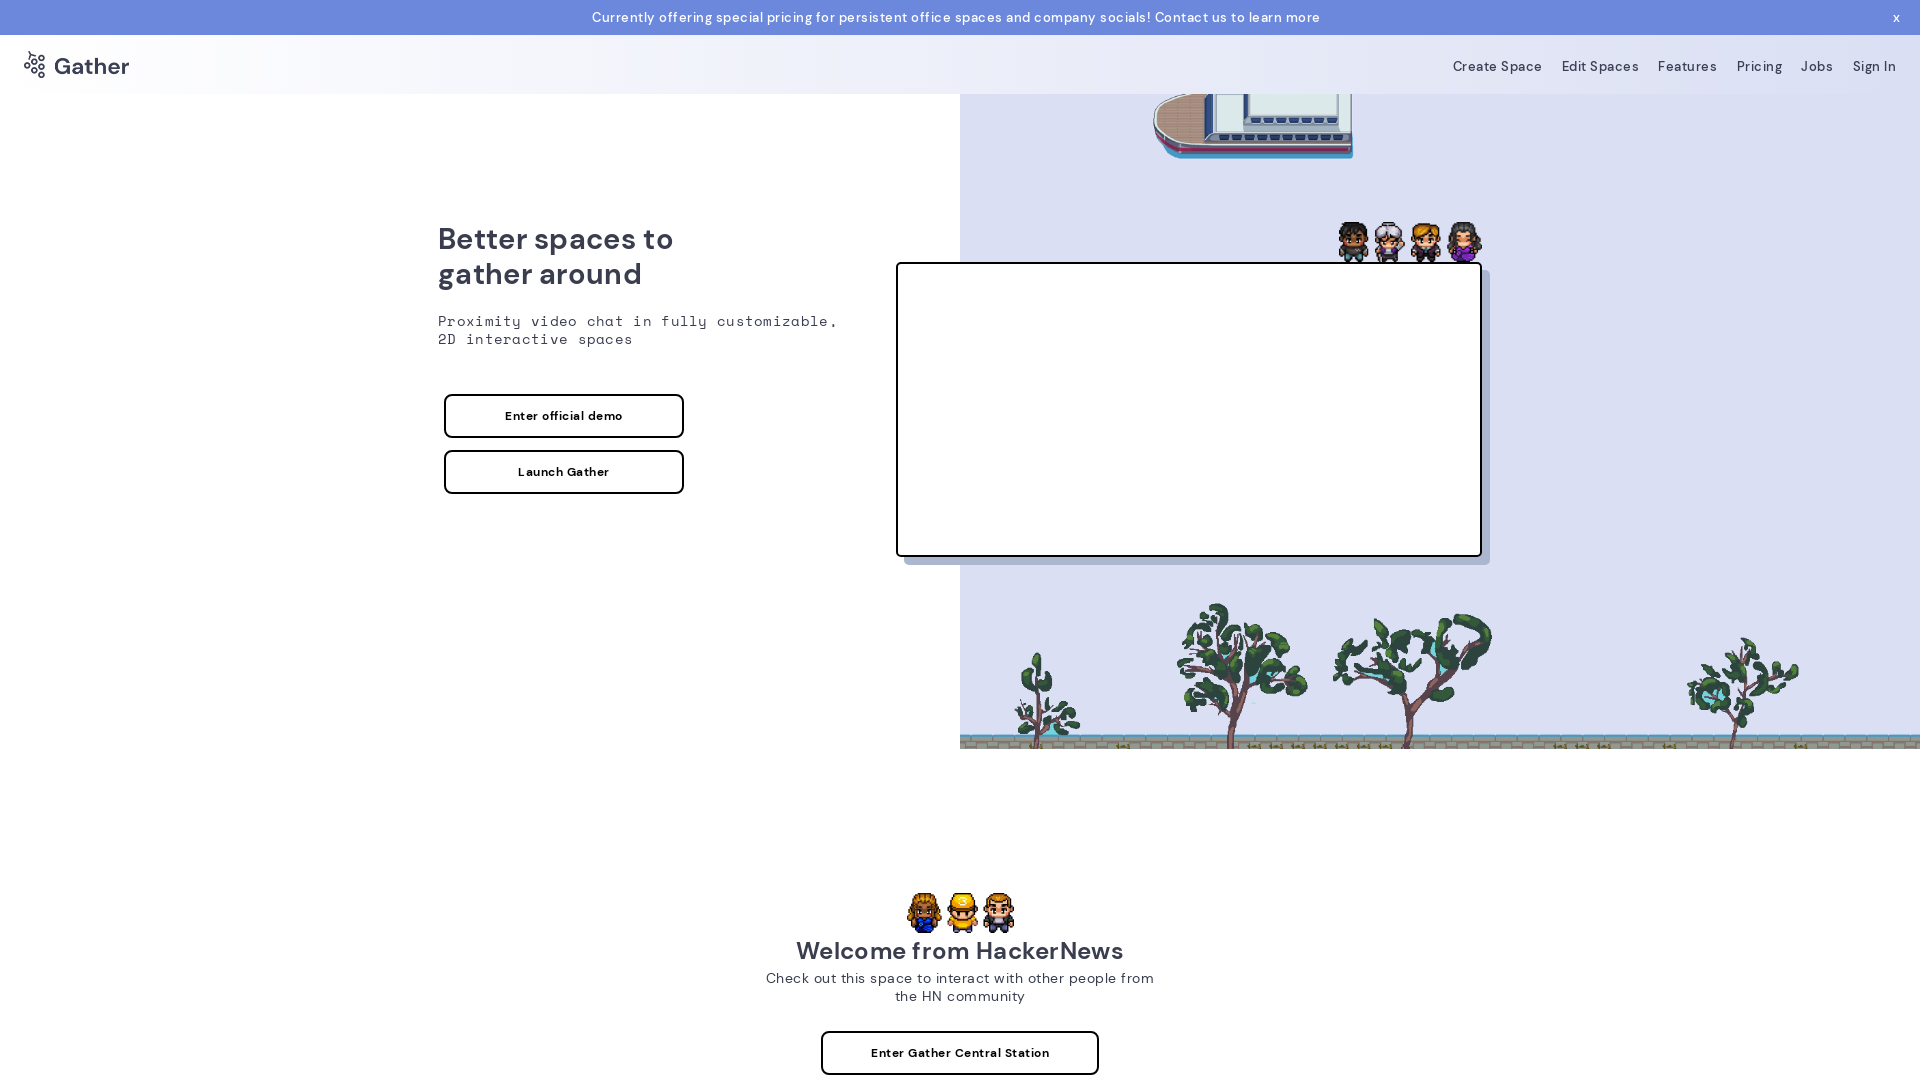 Currently offering special pricing for persistent office spaces and company socials! Contact us to learn more
x
Gather
Create Space
Edit Spaces
Features
Pricing
Jobs
Sign In
Better spaces to
gather around
Proximity video chat in fully customizable,
2D interactive spaces
Enter official demo
Launch Gather
Welcome from HackerNews
Check out this space to interact with other people from
the HN community
Enter Gather Central Station